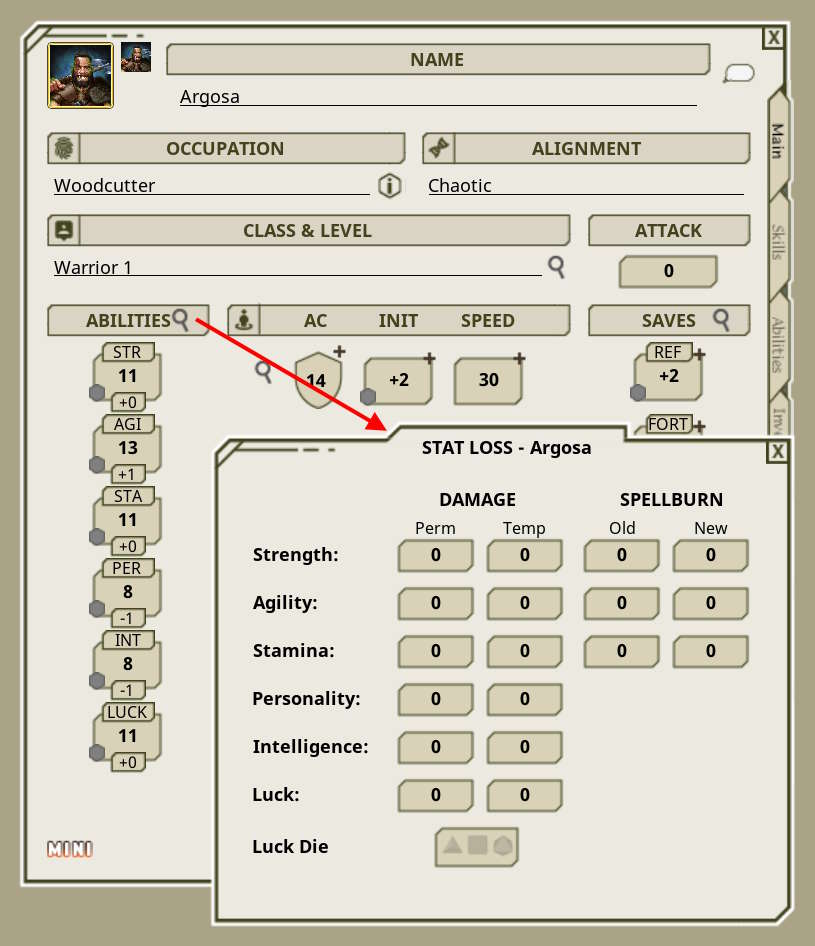 X
NAME
Argosa
OCCUPATION ALIGNMENT
Woodcutter Chaotic
CLASS & LEVEL ATTACK
Warrior 1 0
ABILITIES AC INIT SPEED SAVES
STR
11
+0
14 +2 30
REF
+2
FORT
AGI
13
+1
STA
11
+0
PER
8
-1
INT
8
-1
LUCK
11
+0
MINI
Main
Skills
Abilities
Inve
STAT LOSS - Argosa X
DAMAGE SPELLBURN
Perm Temp Old New
Strength: 0 0 0 0
Agility: 0 0 0 0
Stamina: 0 0 0 0
Personality: 0 0
Intelligence: 0 0
Luck: 0 0
Luck Die